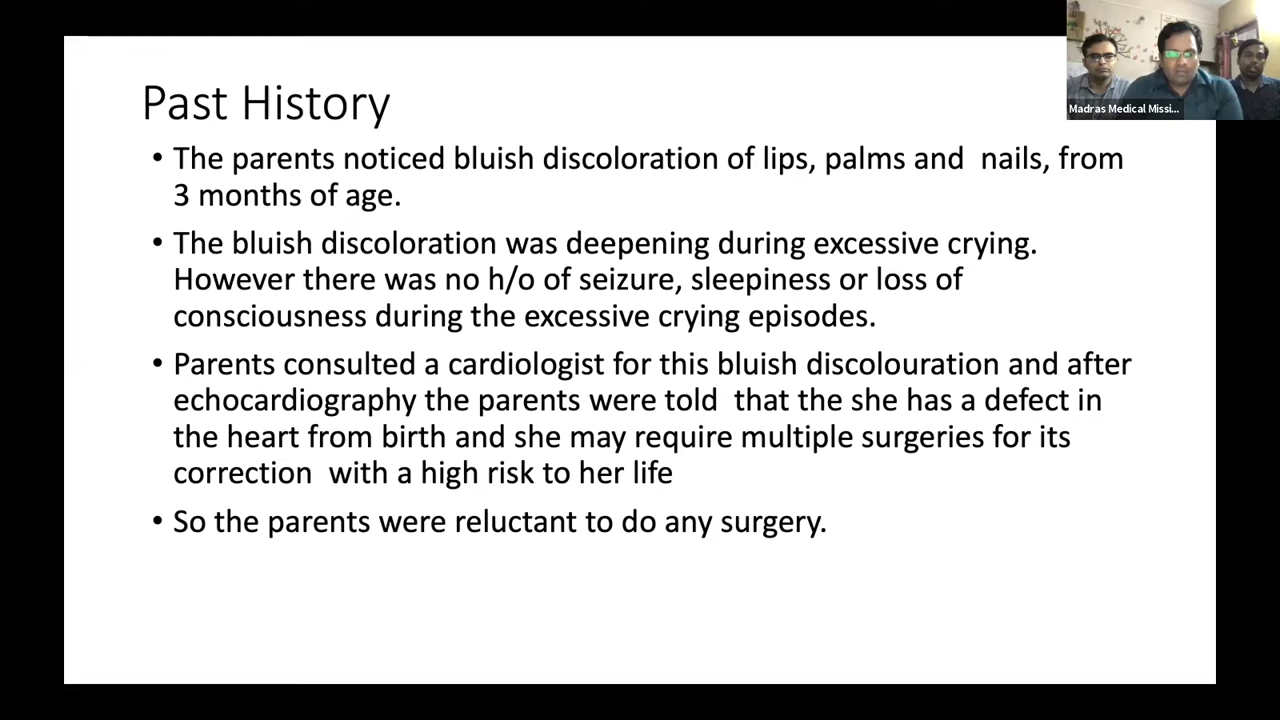 Past History
• The parents noticed bluish discoloration of lips, palms and nails, from
3 months of age.
• The bluish discoloration was deepening during excessive crying.
However there was no h/o of seizure, sleepiness or loss of
consciousness during the excessive crying episodes.
• Parents consulted a cardiologist for this bluish discolouration and after
echocardiography the parents were told that the she has a defect in
the heart from birth and she may require multiple surgeries for its
correction with a high risk to her life
• So the parents were reluctant to do any surgery.
Madras Medical Missi...